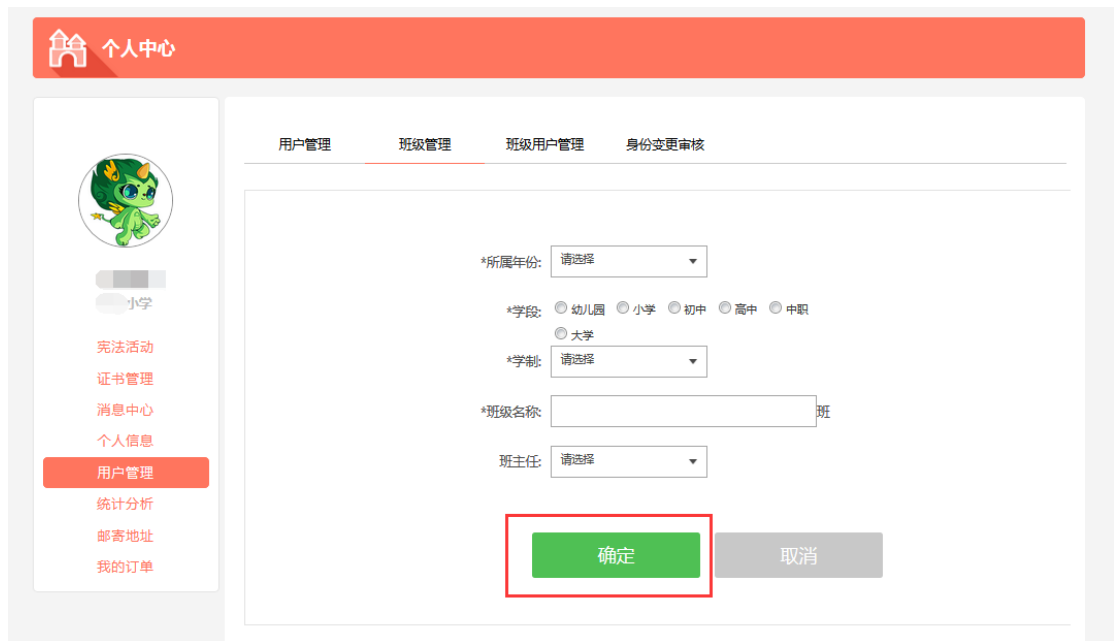 个人中心
用户管理 班级管理 班级用户管理 身份变更审核
小学
宪法活动
证书管理
消息中心
个人信息
用户管理
统计分析
邮寄地址
我的订单
*所属年份: 请选择
*学段: 幼儿园 小学 初中 高中 中职
大学
*学制: 请选择
*班级名称: 班
班主任: 请选择
确定 取消